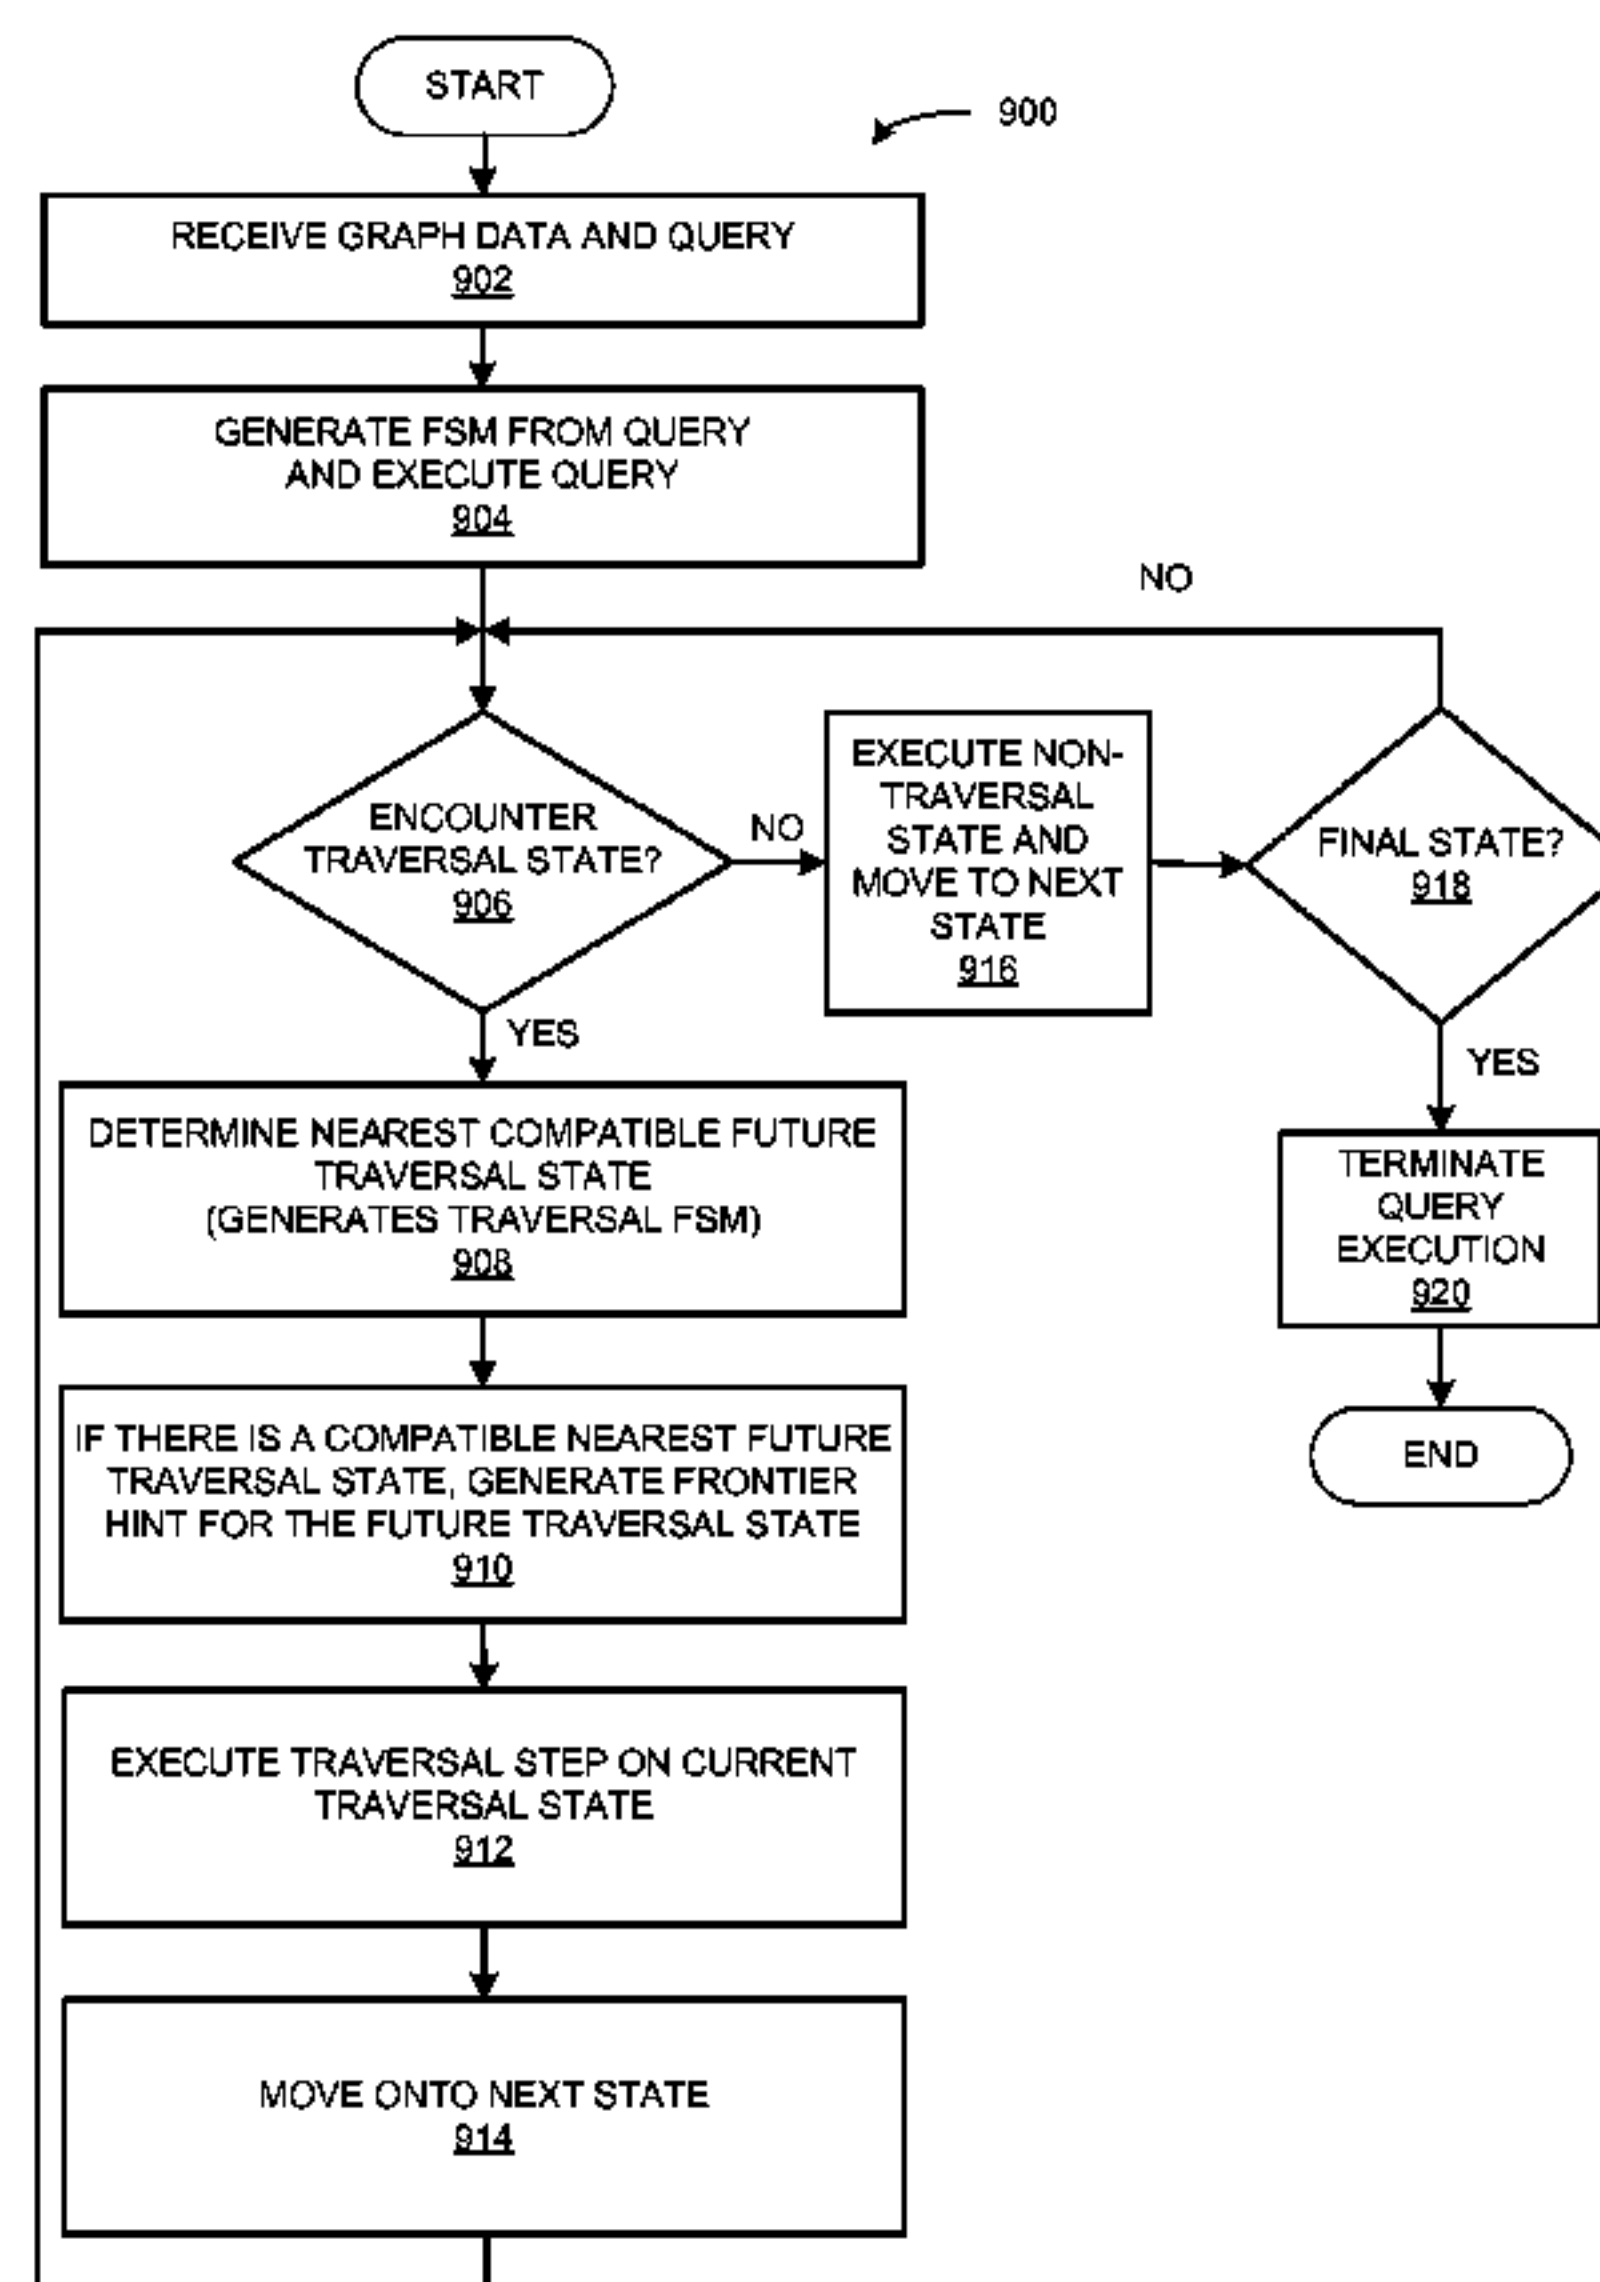 START
900
RECEIVE GRAPH DATA AND QUERY
902
GENERATE FSM FROM QUERY
AND EXECUTE QUERY
904
NO
ENCOUNTER
TRAVERSAL STATE?
906
NO
EXECUTE NON-
TRAVERSAL
STATE AND
MOVE TO NEXT
STATE
916
FINAL STATE?
918
YES
YES
DETERMINE NEAREST COMPATIBLE FUTURE
TRAVERSAL STATE
(GENERATES TRAVERSAL FSM)
908
TERMINATE
QUERY
EXECUTION
920
IF THERE IS A COMPATIBLE NEAREST FUTURE
TRAVERSAL STATE, GENERATE FRONTIER
HINT FOR THE FUTURE TRAVERSAL STATE
910
END
EXECUTE TRAVERSAL STEP ON CURRENT
TRAVERSAL STATE
912
MOVE ONTO NEXT STATE
914